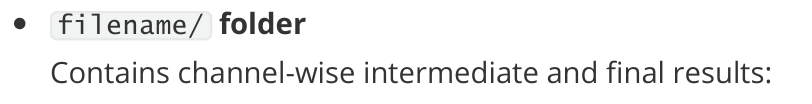 • filename/ folder
Contains channel-wise intermediate and final results: